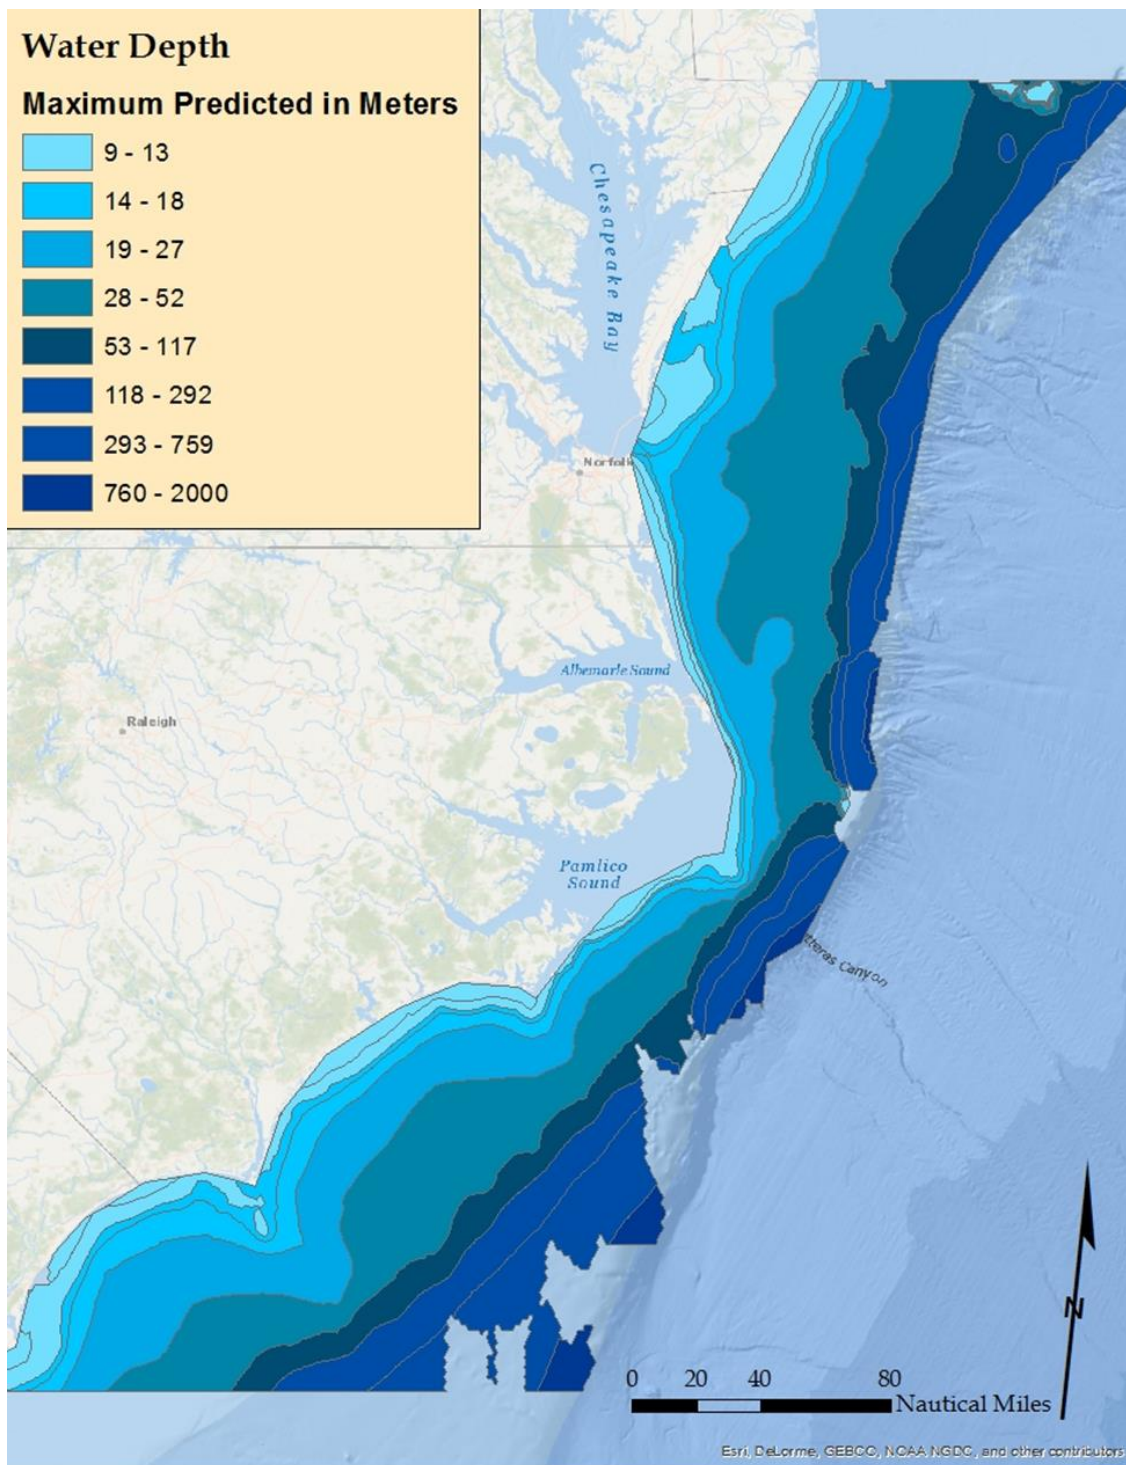 Water Depth
Maximum Predicted in Meters
9 - 13
14 - 18
19 - 27
28 - 52
53 - 117
118 - 292
293 - 759
760 - 2000
Chesapeake Bay
Norfolk
Albemarle Sound
Raleigh
Pamlico
Sound
tteras Canyon
N
0 20 40 80
Nautical Miles
Esri, DeLorme, GEBCO, NOAA NGDC, and other contributors